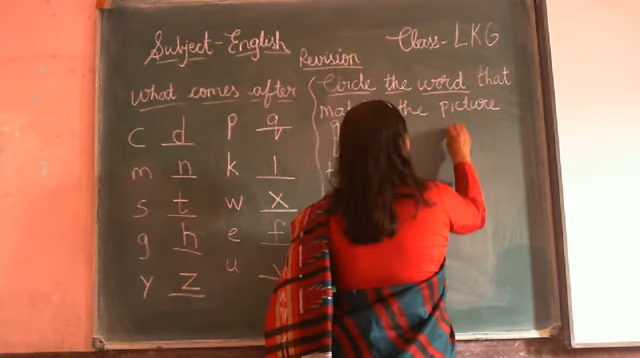 Subject-English
Class-LKG
Revision
What comes after
c d p q
m n k l
s t w x
g h e f
y z u
Circle the word that
the picture